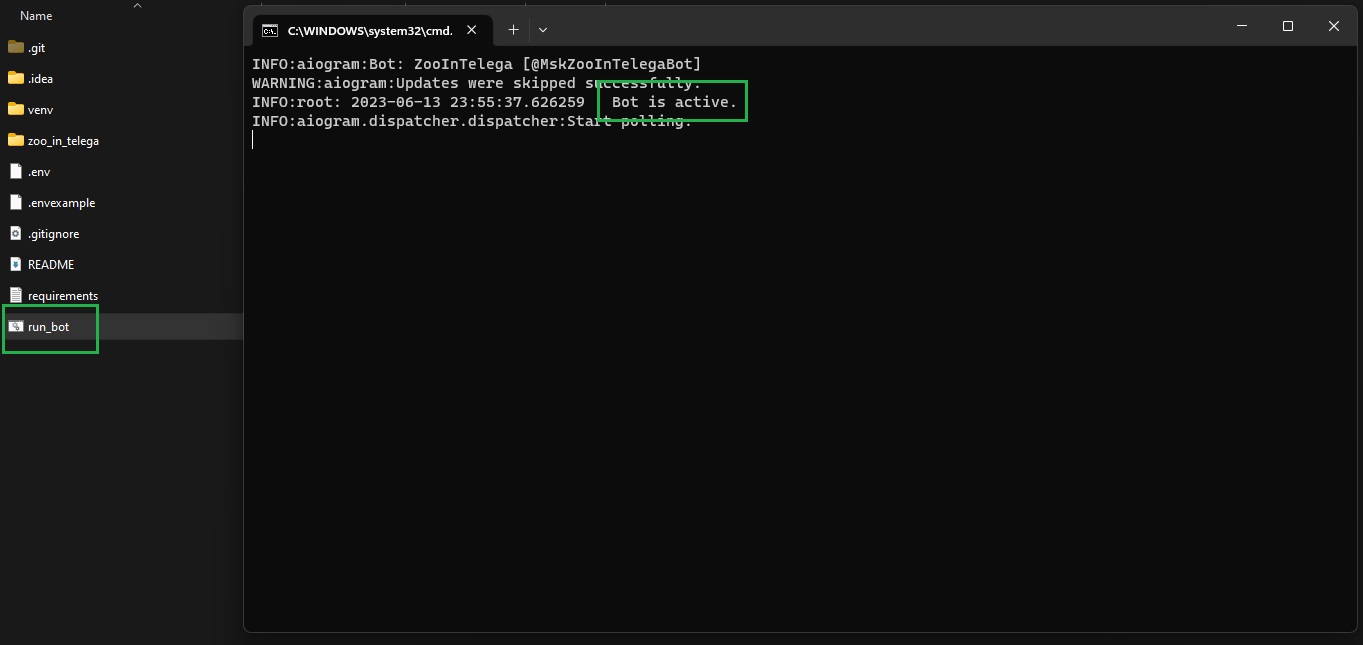 Name
.git
.idea
venv
zoo_in_telega
.env
.envexample
.gitignore
README
requirements
run_bot
C:\WINDOWS\system32\cmd.
INFO:aiogram:Bot: ZooInTelega [@MskZooInTelegaBot]
WARNING:aiogram:Updates were skipped successfully.
INFO:root: 2023-06-13 23:55:37.626259 Bot is active.
INFO:aiogram.dispatcher.dispatcher:Start polling.